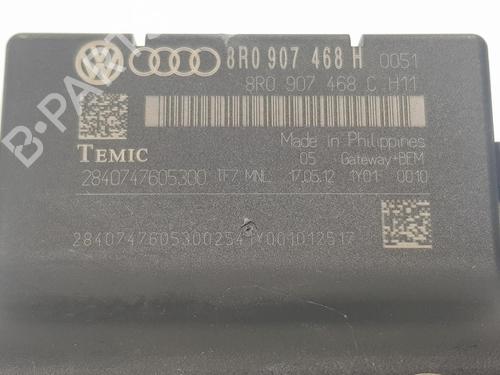 8R0 907 468 H 0051
8R0 907 468 C H11
Made in Philippines
TEMIC 05 Gateway+BEM
2840747605300 TF7 MNL 17.05.12 1Y01 0010
28407476053002541Y001012517